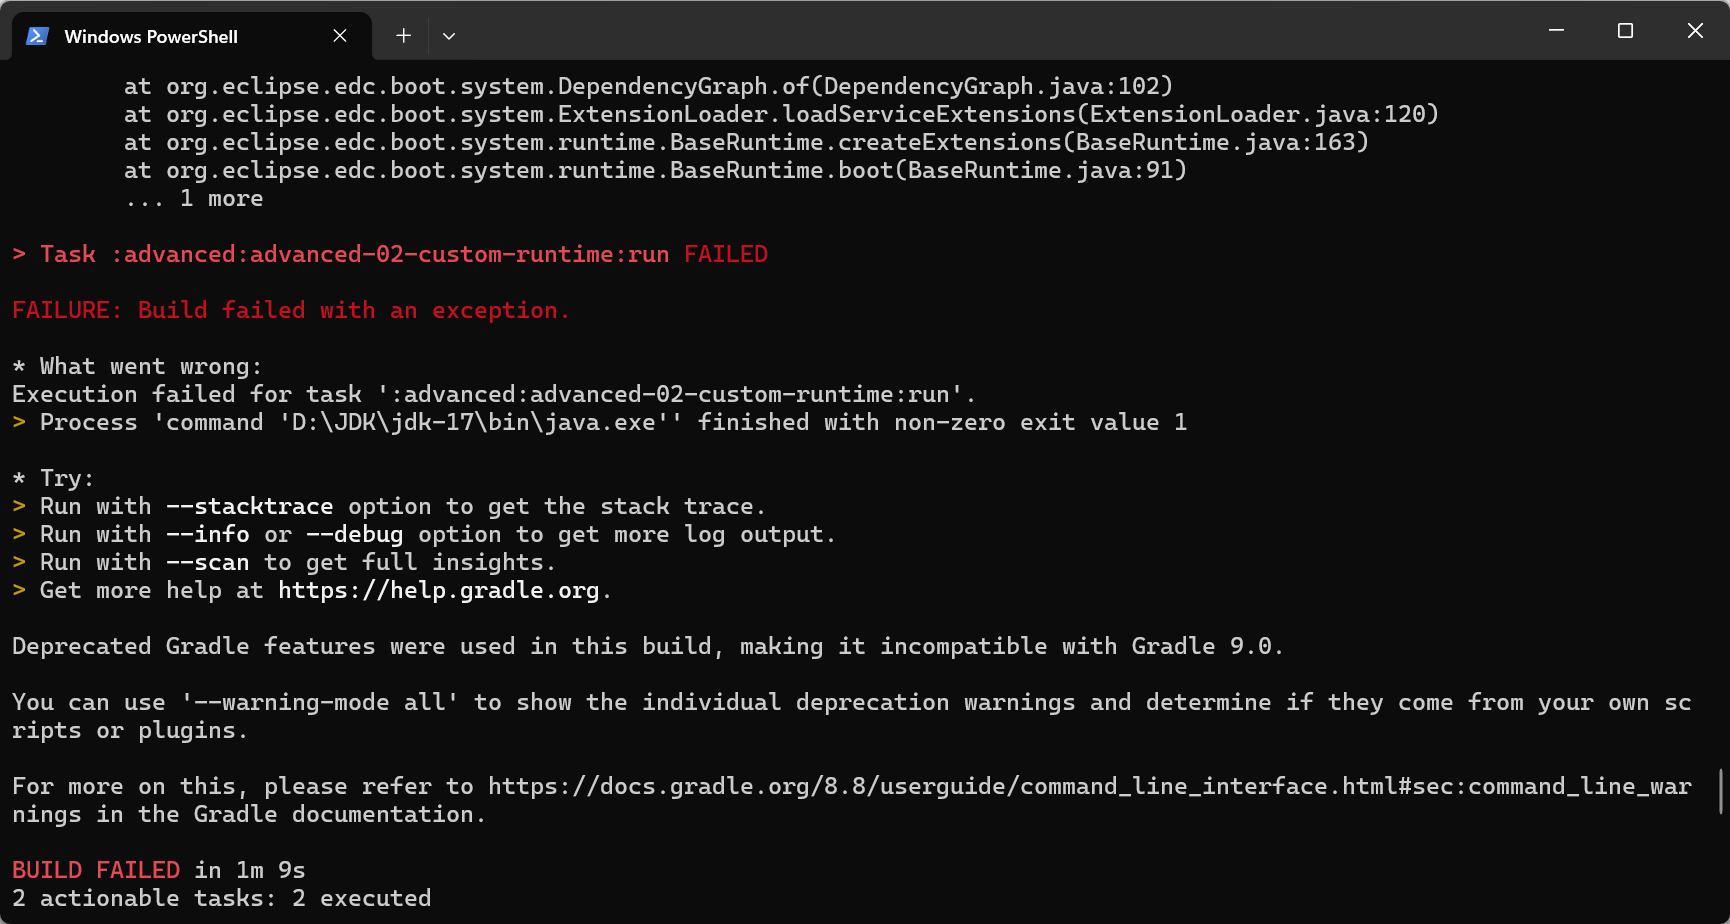 Windows PowerShell
at org.eclipse.edc.boot.system.DependencyGraph.of(DependencyGraph.java:102)
at org.eclipse.edc.boot.system.ExtensionLoader.loadServiceExtensions(ExtensionLoader.java:120)
at org.eclipse.edc.boot.system.runtime.BaseRuntime.createExtensions(BaseRuntime.java:163)
at org.eclipse.edc.boot.system.runtime.BaseRuntime.boot(BaseRuntime.java:91)
... 1 more
> Task :advanced:advanced-02-custom-runtime:run FAILED
FAILURE: Build failed with an exception.
* What went wrong:
Execution failed for task ':advanced:advanced-02-custom-runtime:run'.
> Process 'command 'D:\JDK\jdk-17\bin\java.exe'' finished with non-zero exit value 1
* Try:
> Run with --stacktrace option to get the stack trace.
> Run with --info or --debug option to get more log output.
> Run with --scan to get full insights.
> Get more help at https://help.gradle.org.
Deprecated Gradle features were used in this build, making it incompatible with Gradle 9.0.
You can use '--warning-mode all' to show the individual deprecation warnings and determine if they come from your own sc
ripts or plugins.
For more on this, please refer to https://docs.gradle.org/8.8/userguide/command_line_interface.html#sec:command_line_war
nings in the Gradle documentation.
BUILD FAILED in 1m 9s
2 actionable tasks: 2 executed